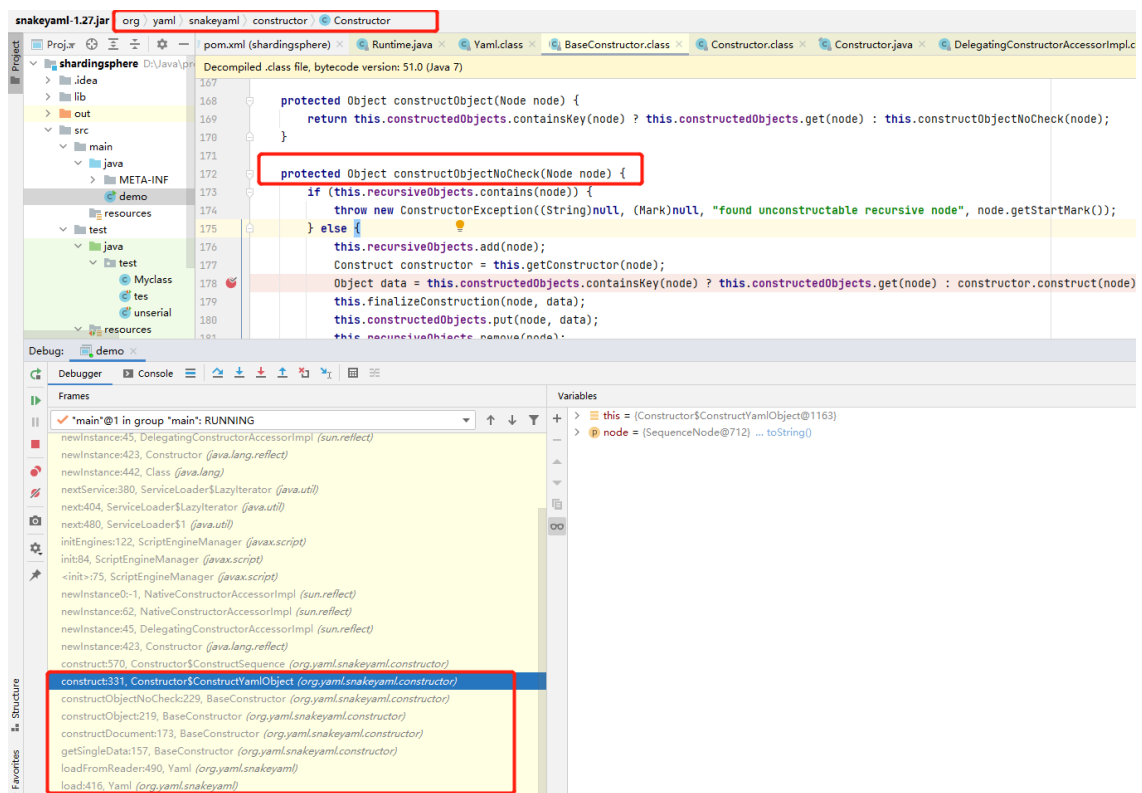 snakeyaml-1.27.jar org yaml snakeyaml constructor Constructor
Project
Proj. pom.xml (shardingsphere) Runtime.java Yaml.class BaseConstructor.class Constructor.class Constructor.java DelegatingConstructorAccessorImpl.c
shardingsphere D:\Java\pr
Decompiled .class file, bytecode version: 51.0 (Java 7)
.idea
lib
out
src
main
java
META-INF
demo
resources
test
java
test
Myclass
tes
unserial
resources
167
168 protected Object constructObject(Node node) {
169 return this.constructedObjects.containsKey(node) ? this.constructedObjects.get(node) : this.constructObjectNoCheck(node);
170 }
171
172 protected Object constructObjectNoCheck(Node node) {
173 if (this.recursiveObjects.contains(node)) {
174 throw new ConstructorException((String)null, (Mark)null, "found unconstructable recursive node", node.getStartMark());
175 } else {
176 this.recursiveObjects.add(node);
177 Construct constructor = this.getConstructor(node);
178 Object data = this.constructedObjects.containsKey(node) ? this.constructedObjects.get(node) : constructor.construct(node)
179 this.finalizeConstruction(node, data);
180 this.constructedObjects.put(node, data);
181 this.recursiveObjects.remove(node);
Debug: demo
Debugger Console
Frames
"main"@1 in group "main": RUNNING
newInstance:45, DelegatingConstructorAccessorImpl (sun.reflect)
newInstance:423, Constructor (java.lang.reflect)
newInstance:442, Class (java.lang)
nextService:380, ServiceLoader$LazyIterator (java.util)
next:404, ServiceLoader$LazyIterator (java.util)
next:480, ServiceLoader$1 (java.util)
initEngines:122, ScriptEngineManager (javax.script)
init:84, ScriptEngineManager (javax.script)
<init>:75, ScriptEngineManager (javax.script)
newInstance0:-1, NativeConstructorAccessorImpl (sun.reflect)
newInstance:62, NativeConstructorAccessorImpl (sun.reflect)
newInstance:45, DelegatingConstructorAccessorImpl (sun.reflect)
newInstance:423, Constructor (java.lang.reflect)
construct:570, Constructor$ConstructSequence (org.yaml.snakeyaml.constructor)
construct:331, Constructor$ConstructYamlObject (org.yaml.snakeyaml.constructor)
constructObjectNoCheck:229, BaseConstructor (org.yaml.snakeyaml.constructor)
constructObject:219, BaseConstructor (org.yaml.snakeyaml.constructor)
constructDocument:173, BaseConstructor (org.yaml.snakeyaml.constructor)
getSingleData:157, BaseConstructor (org.yaml.snakeyaml.constructor)
loadFromReader:490, Yaml (org.yaml.snakeyaml)
load:416, Yaml (org.yaml.snakeyaml)
Variables
this = {Constructor$ConstructYamlObject@1163}
node = {SequenceNode@712} ... toString()
Structure
Favorites